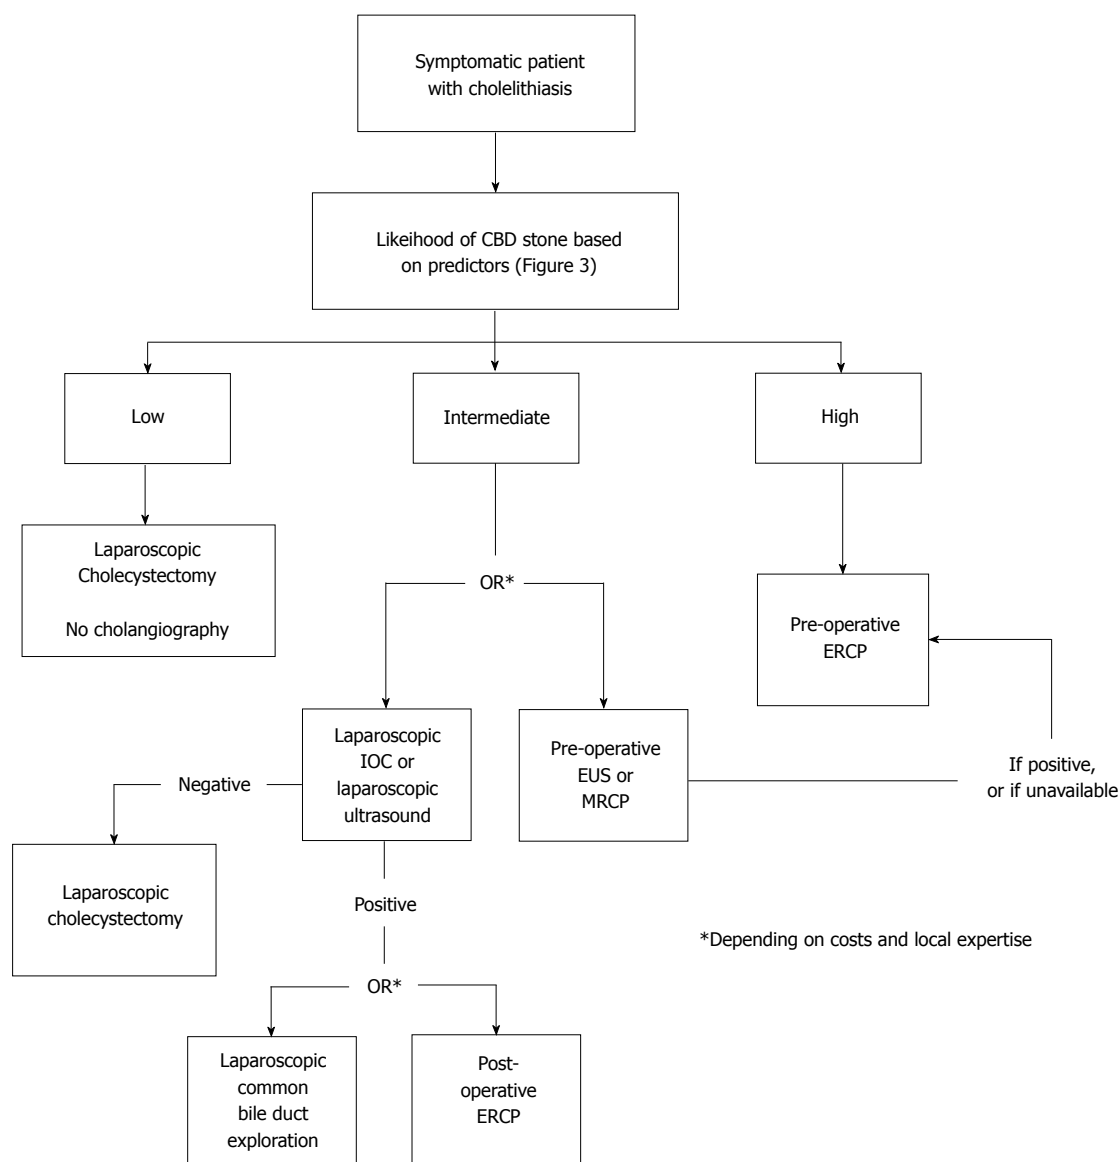 Symptomatic patient
with cholelithiasis
Likeihood of CBD stone based
on predictors (Figure 3)
Low
Intermediate
High
Laparoscopic
Cholecystectomy
No cholangiography
OR*
Pre-operative
ERCP
Laparoscopic
IOC or
laparoscopic
ultrasound
Pre-operative
EUS or
MRCP
If positive,
or if unavailable
Negative
Laparoscopic
cholecystectomy
Positive
*Depending on costs and local expertise
OR*
Laparoscopic
common
bile duct
exploration
Post-
operative
ERCP